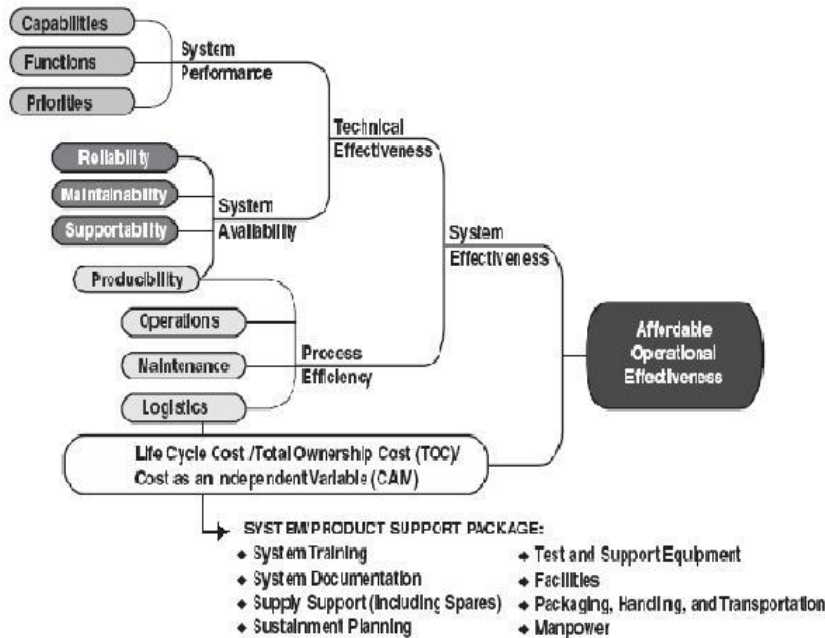 Capabilities
Functions
Priorities
System
Performance
Reliability
Maintainability
Supportability
Producibility
System
Availability
Technical
Effectiveness
Operations
Maintenance
Logistics
Process
Efficiency
System
Effectiveness
Affordable
Operational
Effectiveness
Life Cycle Cost /Total Ownership Cost (TOC)/
Cost as an Independent Variable (CAIV)
SYSTEM/PRODUCT SUPPORT PACKAGE:
◆ System Training
◆ System Documentation
◆ Supply Support (Including Spares)
◆ Sustainment Planning
◆ Test and Support Equipment
◆ Facilities
◆ Packaging, Handling, and Transportation
◆ Manpower